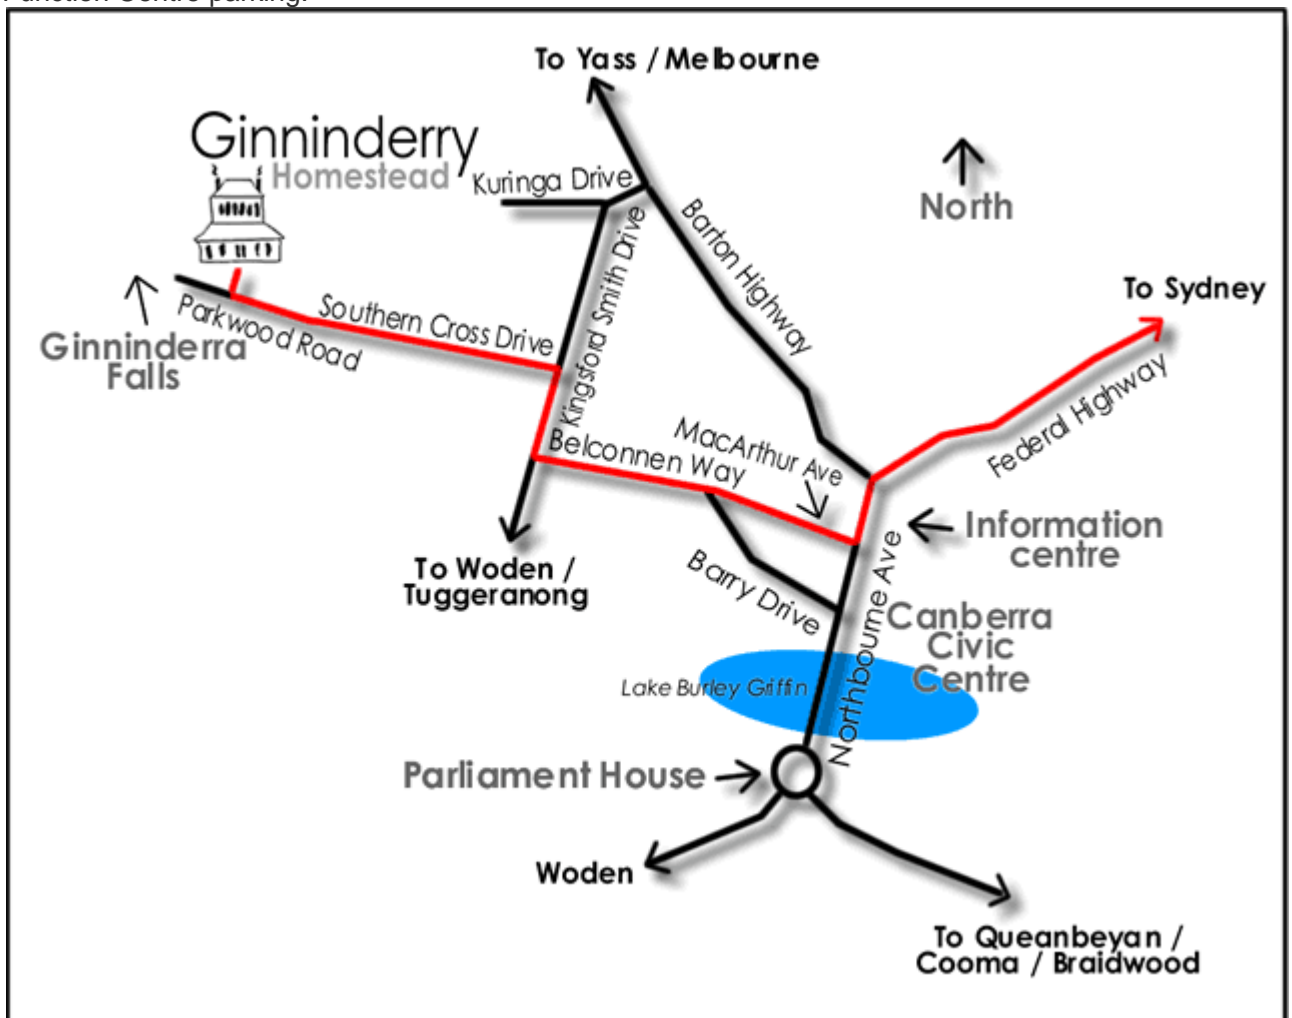 Function Centre parking.
To Yass / Melbourne
Ginninderry
Homestead
Kuringa Drive
North
Barton Highway
Kingsford Smith Drive
To Sydney
Southern Cross Drive
Parkwood Road
Ginninderra
Falls
Federal Highway
MacArthur Ave
Belconnen Way
Information
centre
To Woden /
Tuggeranong
Barry Drive
Northbourne Ave
Canberra
Civic
Centre
Lake Burley Griffin
Parliament House
Woden
To Queanbeyan /
Cooma / Braidwood